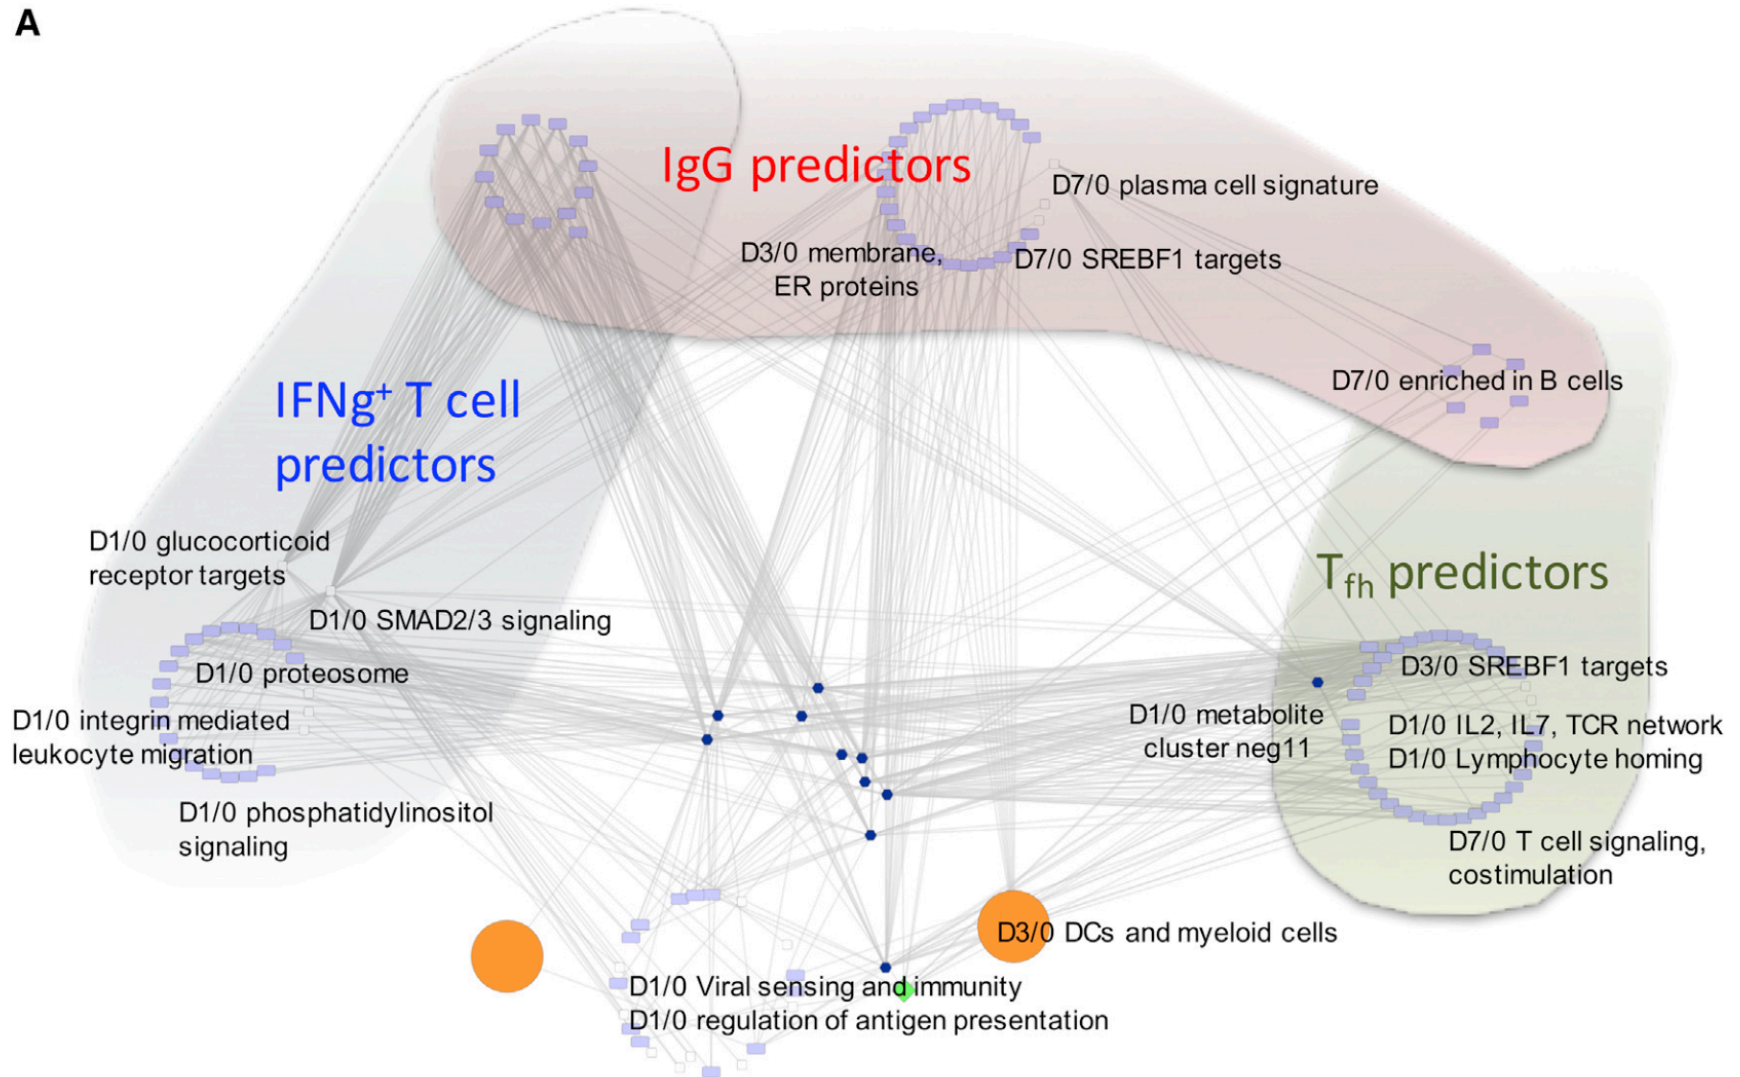 A
IgG predictors
D7/0 plasma cell signature
D3/0 membrane,
ER proteins
D7/0 SREBF1 targets
D7/0 enriched in B cells
IFNg⁺ T cell
predictors
D1/0 glucocorticoid
receptor targets
D1/0 SMAD2/3 signaling
D1/0 proteosome
D1/0 integrin mediated
leukocyte migration
D1/0 phosphatidylinositol
signaling
Tfh predictors
D3/0 SREBF1 targets
D1/0 metabolite
cluster neg11
D1/0 IL2, IL7, TCR network
D1/0 Lymphocyte homing
D7/0 T cell signaling,
costimulation
D3/0 DCs and myeloid cells
D1/0 Viral sensing and immunity
D1/0 regulation of antigen presentation